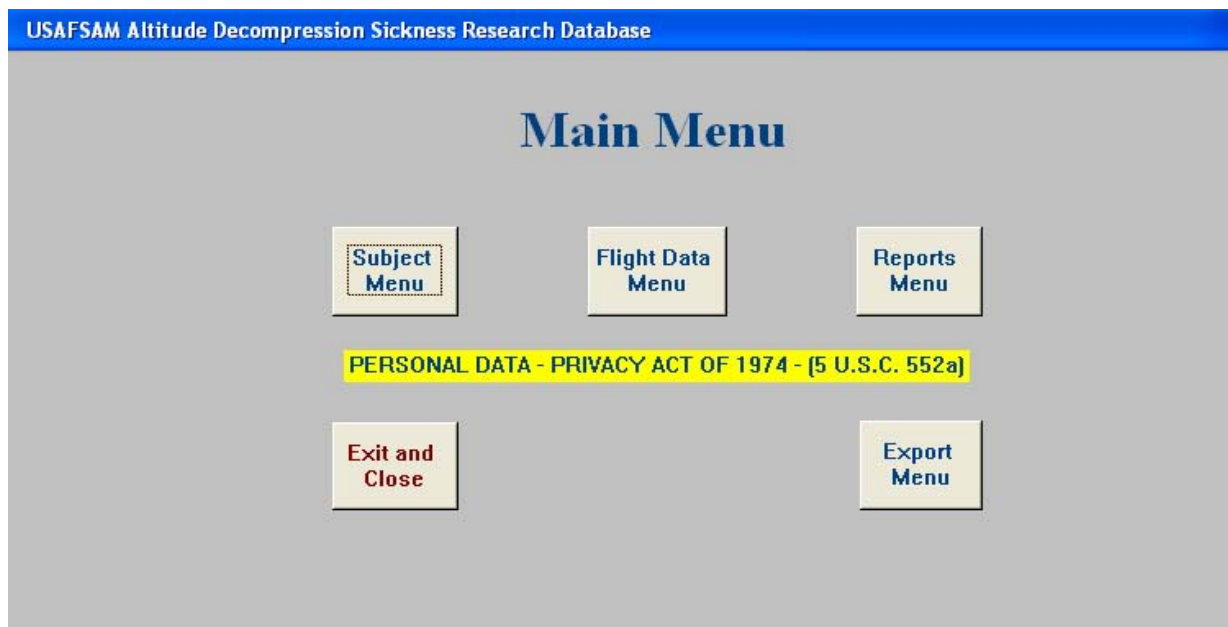 USAFSAM Altitude Decompression Sickness Research Database
Main Menu
Subject
Menu
Flight Data
Menu
Reports
Menu
PERSONAL DATA - PRIVACY ACT OF 1974 - (5 U.S.C. 552a)
Exit and
Close
Export
Menu